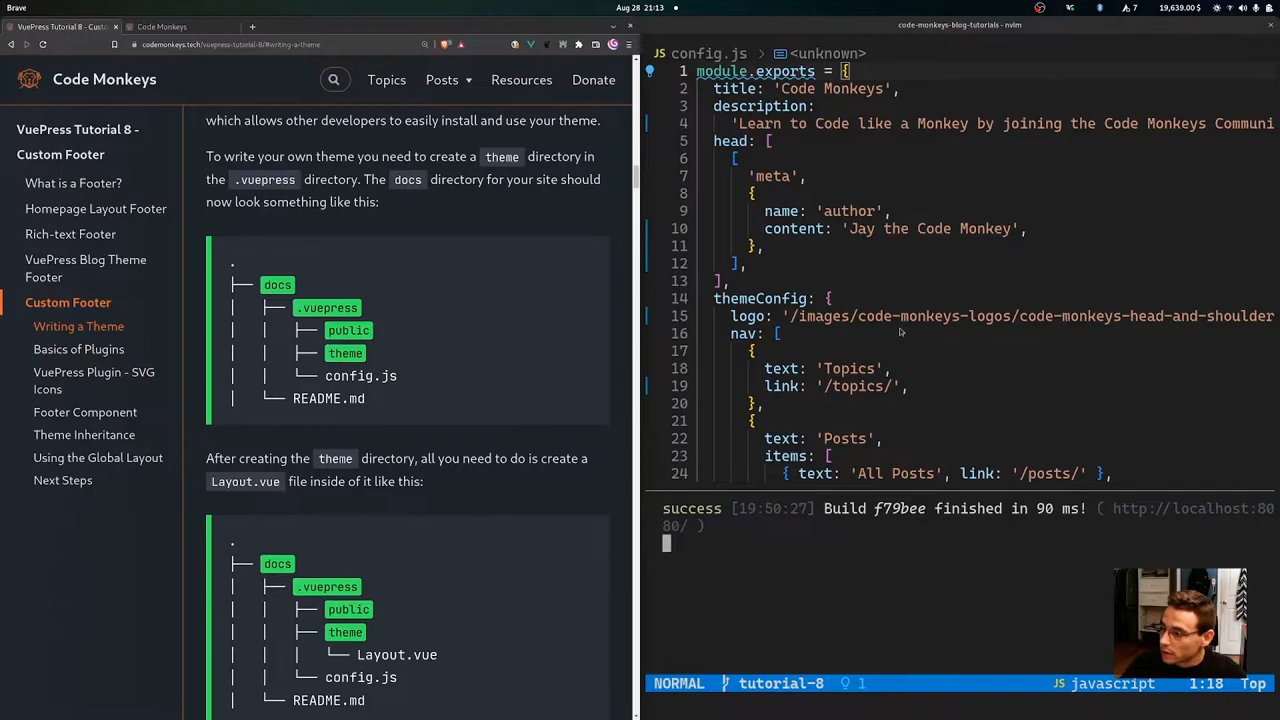 Brave
Aug 28 21:13
7
19,639.00 $
VuePress Tutorial 8 - Custo
Code Monkeys
codemonkeys.tech/vuepress-tutorial-8/#writing-a-theme
Code Monkeys
Topics
Posts
Resources
Donate
VuePress Tutorial 8 -
Custom Footer
What is a Footer?
Homepage Layout Footer
Rich-text Footer
VuePress Blog Theme
Footer
Custom Footer
Writing a Theme
Basics of Plugins
VuePress Plugin - SVG
Icons
Footer Component
Theme Inheritance
Using the Global Layout
Next Steps
which allows other developers to easily install and use your theme.
To write your own theme you need to create a theme directory in
the .vuepress directory. The docs directory for your site should
now look something like this:
.
├── docs
│ ├── .vuepress
│ │ ├── public
│ │ ├── theme
│ │ └── config.js
│ └── README.md
After creating the theme directory, all you need to do is create a
Layout.vue file inside of it like this:
.
├── docs
│ ├── .vuepress
│ │ ├── public
│ │ ├── theme
│ │ │ └── Layout.vue
│ │ └── config.js
│ └── README.md
code-monkeys-blog-tutorials - nvim
JS config.js > <unknown>
1 module.exports = {
2 title: 'Code Monkeys',
3 description:
4 'Learn to Code like a Monkey by joining the Code Monkeys Communi
5 head: [
6 [
7 'meta',
8 {
9 name: 'author',
10 content: 'Jay the Code Monkey',
11 },
12 ],
13 ],
14 themeConfig: {
15 logo: '/images/code-monkeys-logos/code-monkeys-head-and-shoulder
16 nav: [
17 {
18 text: 'Topics',
19 link: '/topics/',
20 },
21 {
22 text: 'Posts',
23 items: [
24 { text: 'All Posts', link: '/posts/' },
success [19:50:27] Build f79bee finished in 90 ms! ( http://localhost:80
80/ )
NORMAL tutorial-8 1 JS javascript 1:18 Top